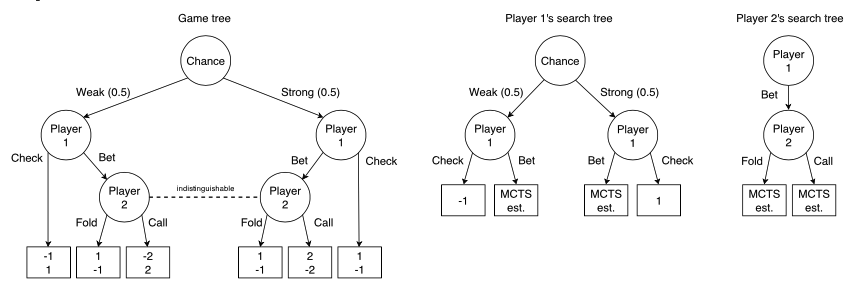 Game tree
Player 1's search tree
Player 2's search tree
Chance
Weak (0.5)
Strong (0.5)
Player
1
Player
1
Check
Bet
Bet
Check
Player
2
indistinguishable
Player
2
Fold
Call
Fold
Call
-1
1
1
-1
-2
2
1
-1
2
-2
1
-1
Chance
Weak (0.5)
Strong (0.5)
Player
1
Player
1
Check
Bet
Bet
Check
-1
MCTS
est.
MCTS
est.
1
Player
1
Bet
Player
2
Fold
Call
MCTS
est.
MCTS
est.